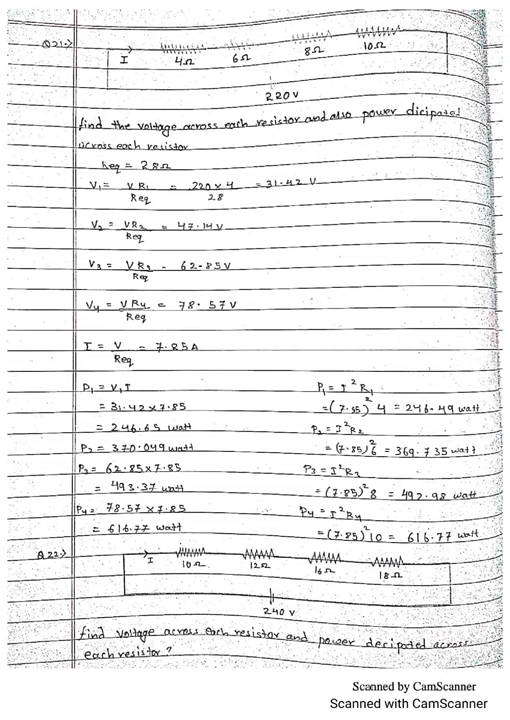 Q21.>
I 4Ω 6Ω 8Ω 10Ω
220V
find the voltage across each resistor and also power dicipated
across each resistor
Req = 28Ω
V₁ = V R₁ / Req = 220 × 4 / 28 = 31.42 V
V₂ = V R₂ / Req = 47.14V
V₃ = V R₃ / Req - 62.85V
V₄ = V R₄ / Req = 78.57V
I = V / Req = 7.85A
P₁ = V₁I P₁ = I²R₁
= 31.42 × 7.85 = (7.85)² 4 = 246.49 watt
= 246.65 watt P₂ = I²R₂
P₂ = 370.049 watt = (7.85)² 6 = 369.735 watt
P₃ = 62.85 × 7.85 P₃ = I²R₃
= 493.37 watt = (7.85)² 8 = 492.98 watt
P₄ = 78.57 × 7.85 P₄ = I²R₄
= 616.77 watt = (7.85)² 10 = 616.77 watt
Q22.>
I 10Ω 12Ω 16Ω 18Ω
240 V
find voltage across each resistor and power decipated across
each resistor?
Scanned by CamScanner
Scanned with CamScanner